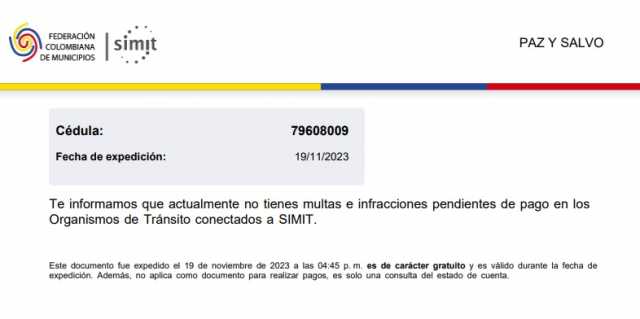 FEDERACIÓN
COLOMBIANA
DE MUNICIPIOS
simit
PAZ Y SALVO
Cédula: 79608009
Fecha de expedición: 19/11/2023
Te informamos que actualmente no tienes multas e infracciones pendientes de pago en los
Organismos de Tránsito conectados a SIMIT.
Este documento fue expedido el 19 de noviembre de 2023 a las 04:45 p. m. es de carácter gratuito y es válido durante la fecha de
expedición. Además, no aplica como documento para realizar pagos, es solo una consulta del estado de cuenta.